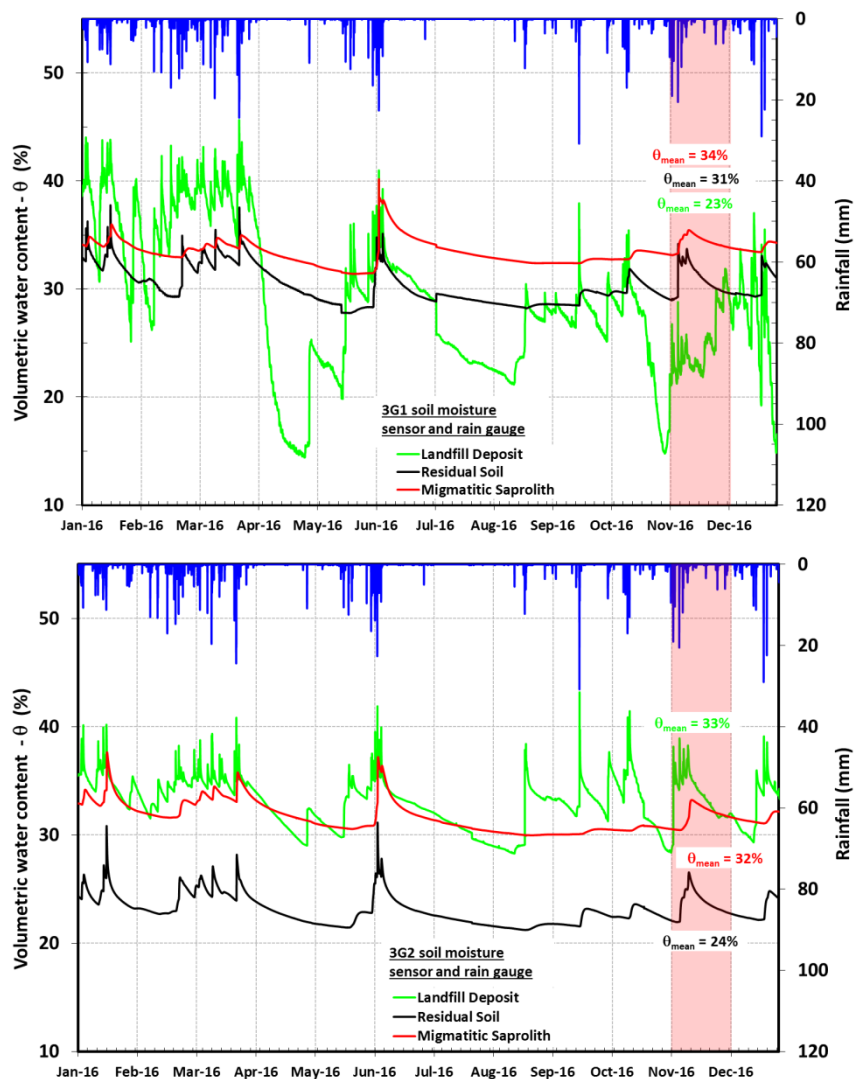 0
50
20
40
θmean = 34%
40
θmean = 31%
θmean = 23%
30
60
80
20
3G1 soil moisture
sensor and rain gauge
100
Landfill Deposit
Residual Soil
Migmatitic Saprolith
10
120
Jan-16 Feb-16 Mar-16 Apr-16 May-16 Jun-16 Jul-16 Aug-16 Sep-16 Oct-16 Nov-16 Dec-16
Volumetric water content - θ (%)
Rainfall (mm)
0
50
20
40
θmean = 33%
40
30
60
θmean = 32%
80
20
θmean = 24%
3G2 soil moisture
sensor and rain gauge
100
Landfill Deposit
Residual Soil
Migmatitic Saprolith
10
120
Jan-16 Feb-16 Mar-16 Apr-16 May-16 Jun-16 Jul-16 Aug-16 Sep-16 Oct-16 Nov-16 Dec-16
Volumetric water content - θ (%)
Rainfall (mm)